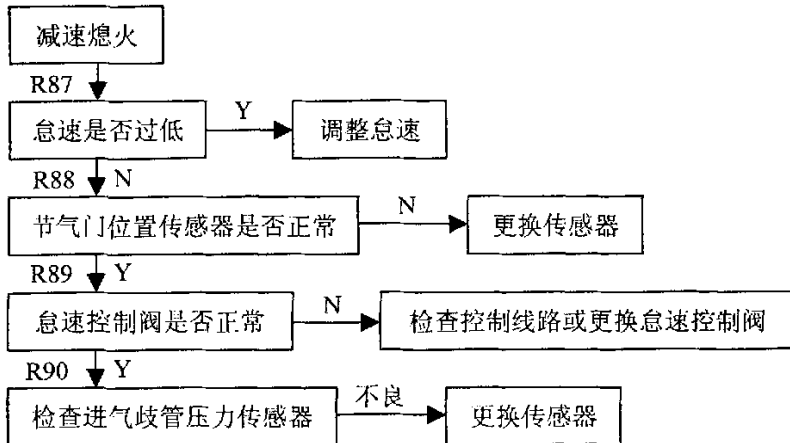 减速熄火
R87
怠速是否过低
Y
调整怠速
R88
N
节气门位置传感器是否正常
N
更换传感器
R89
Y
怠速控制阀是否正常
N
检查控制线路或更换怠速控制阀
R90
Y
检查进气歧管压力传感器
不良
更换传感器